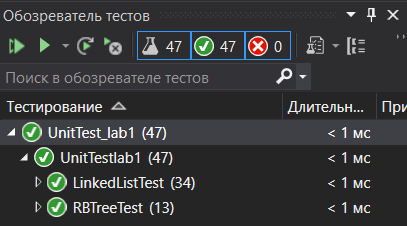 Обозреватель тестов
47 47 0
Поиск в обозревателе тестов
Тестирование Длительн... При
UnitTest_lab1 (47) < 1 мс
UnitTestlab1 (47) < 1 мс
LinkedListTest (34) < 1 мс
RBTreeTest (13) < 1 мс